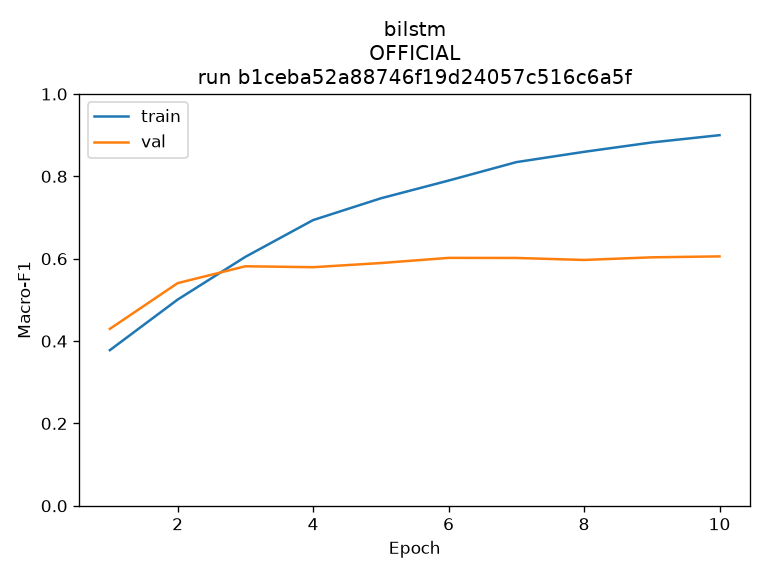 bilstm
OFFICIAL
run b1ceba52a88746f19d24057c516c6a5f
train
val
Macro-F1
1.0
0.8
0.6
0.4
0.2
0.0
2 4 6 8 10
Epoch